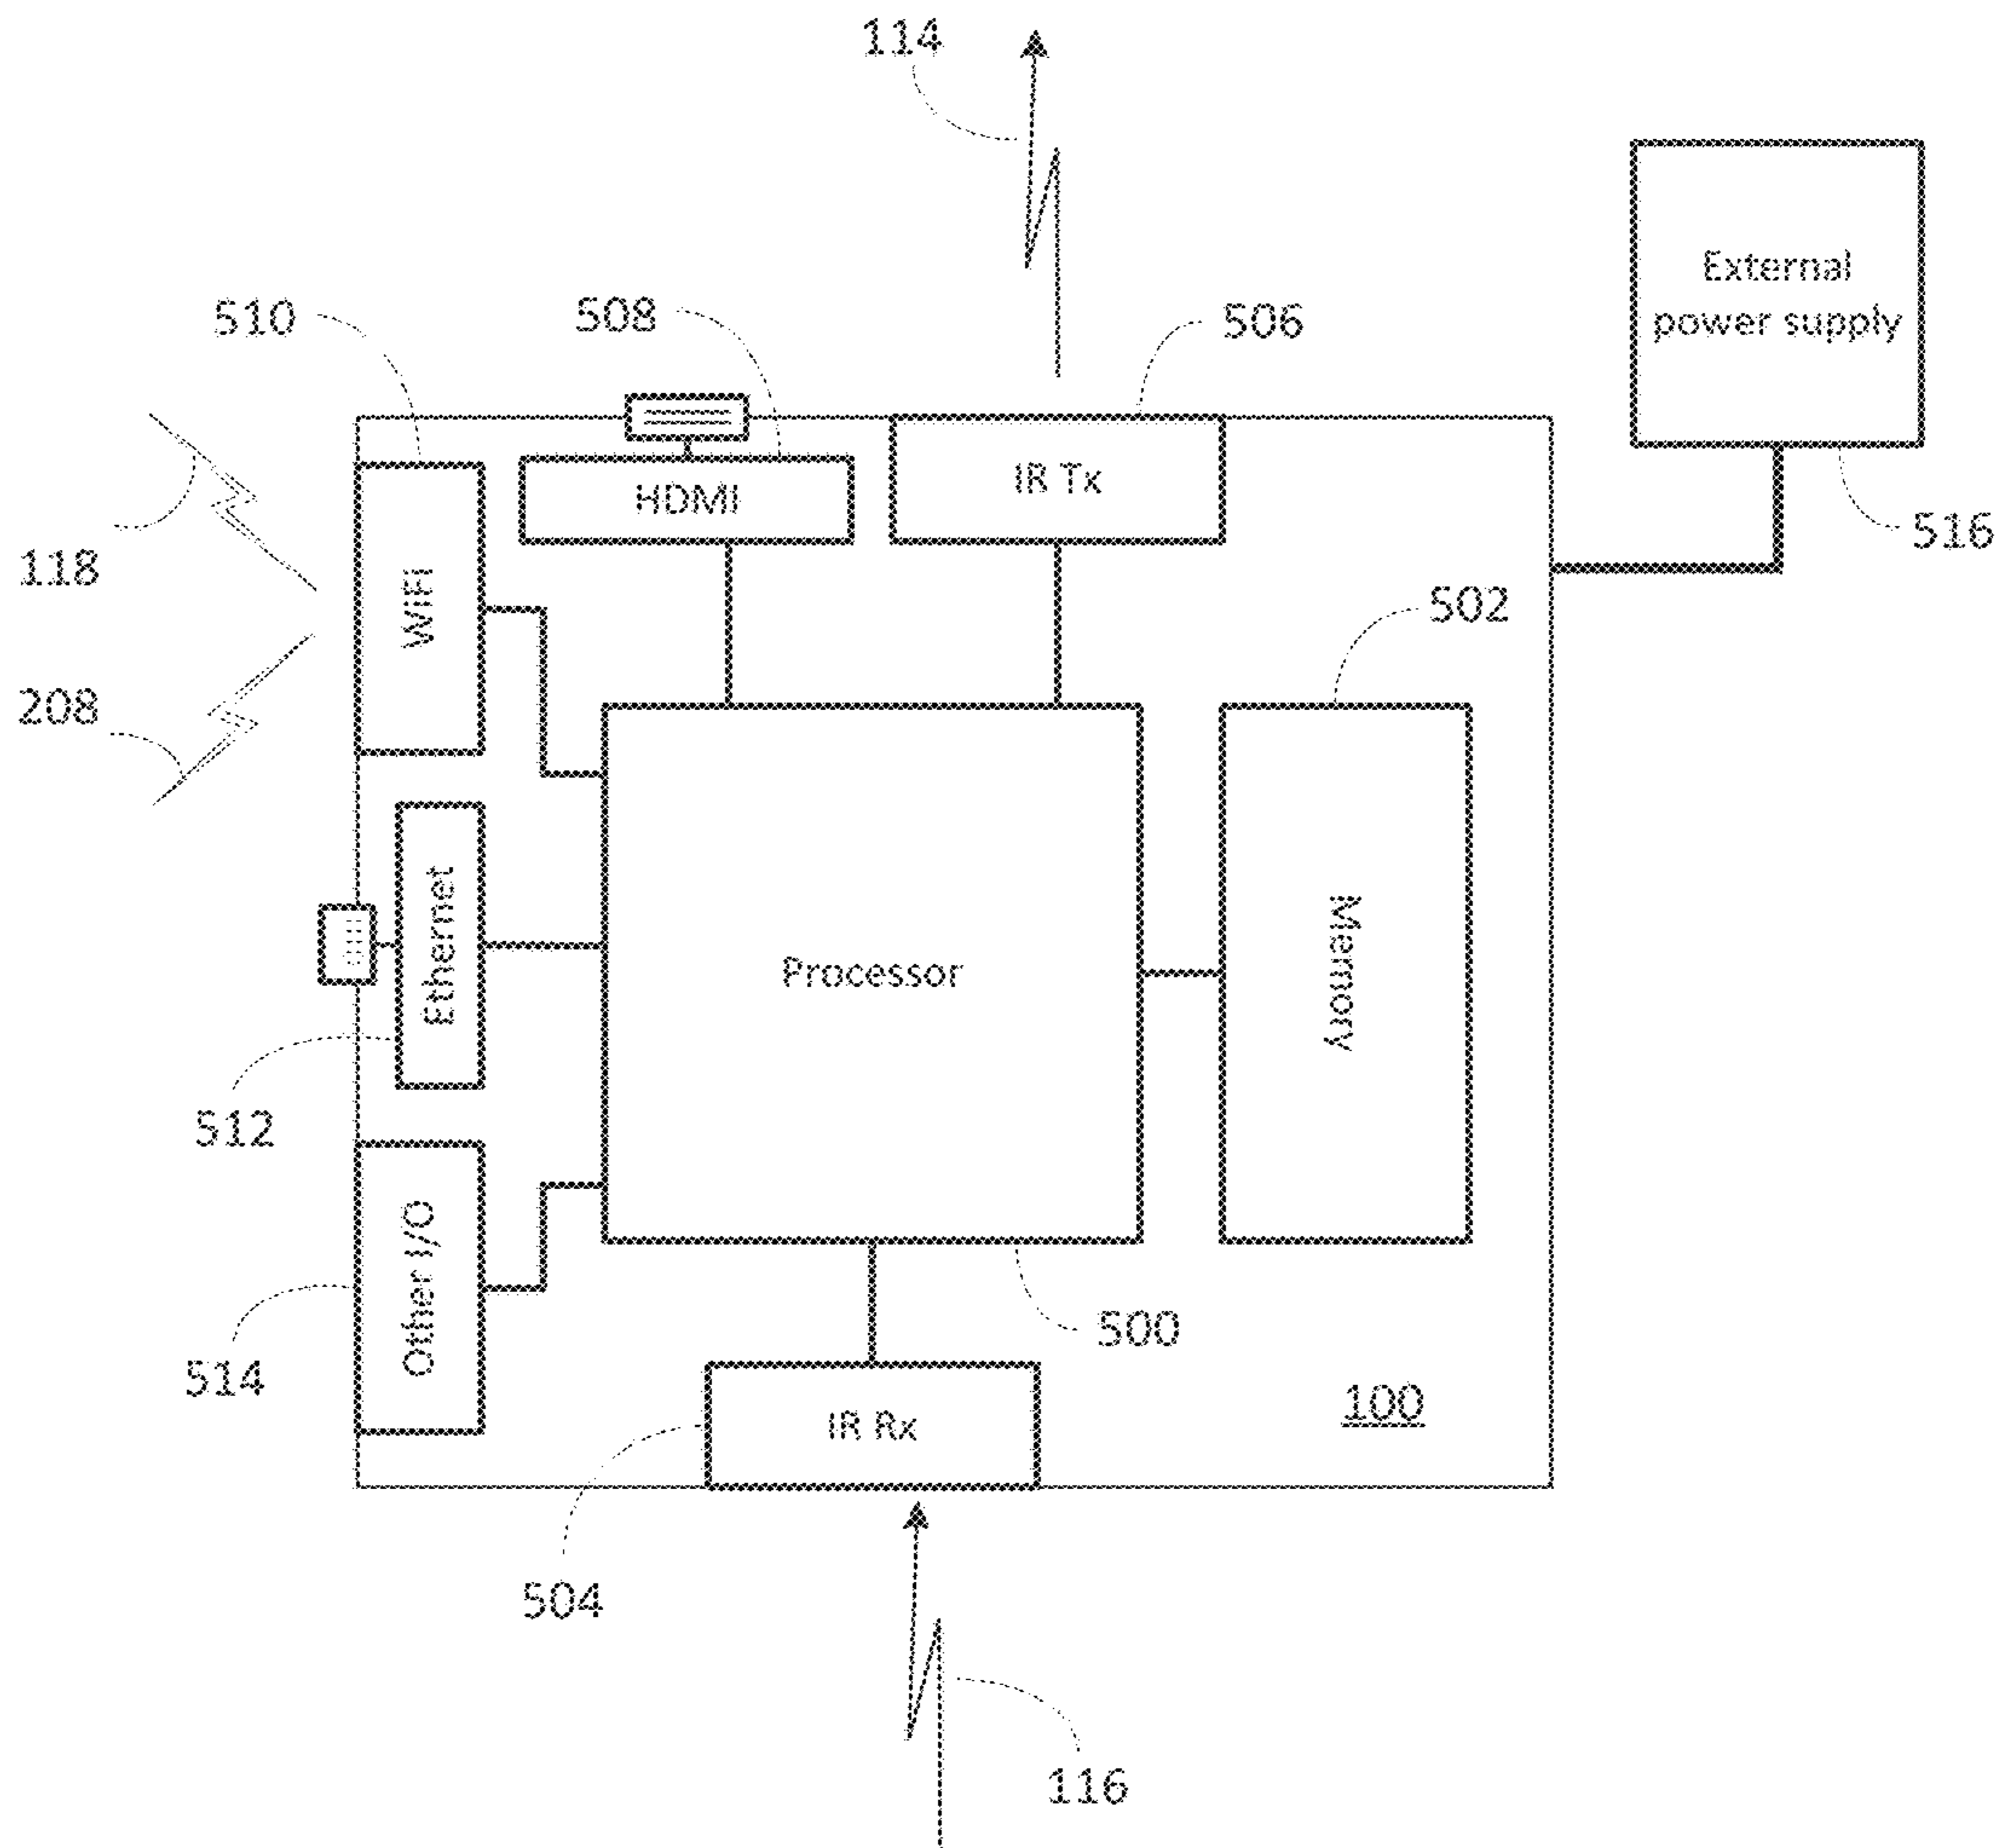 114
External
power supply
510
508
506
HDMI
IR Tx
516
118
WiFi
502
208
Ethernet
Processor
Memory
512
Other I/O
500
514
100
IR Rx
504
116